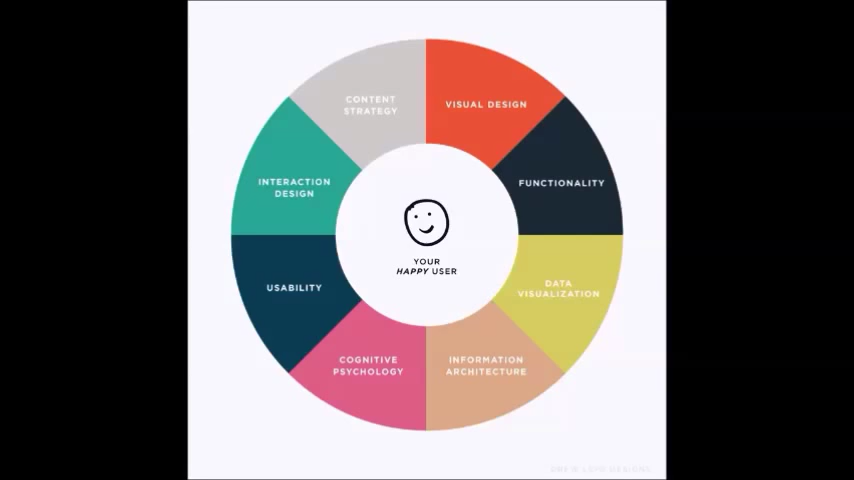 CONTENT
STRATEGY
VISUAL DESIGN
INTERACTION
DESIGN
FUNCTIONALITY
YOUR
HAPPY USER
USABILITY
DATA
VISUALIZATION
COGNITIVE
PSYCHOLOGY
INFORMATION
ARCHITECTURE